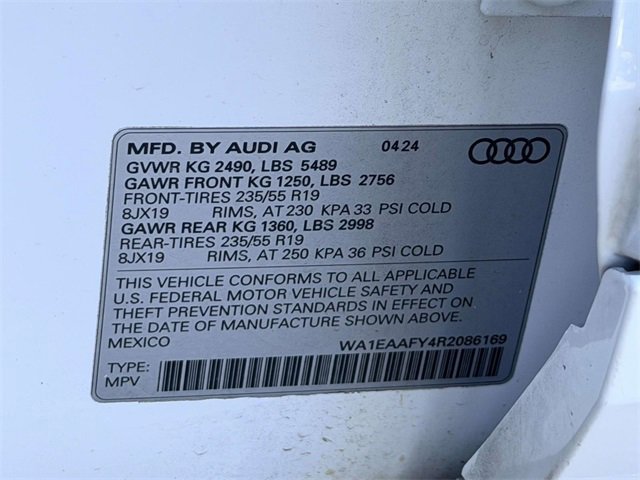 MFD. BY AUDI AG 0424
GVWR KG 2490, LBS 5489
GAWR FRONT KG 1250, LBS 2756
FRONT-TIRES 235/55 R19
8JX19 RIMS, AT 230 KPA 33 PSI COLD
GAWR REAR KG 1360, LBS 2998
REAR-TIRES 235/55 R19
8JX19 RIMS, AT 250 KPA 36 PSI COLD
THIS VEHICLE CONFORMS TO ALL APPLICABLE
U.S. FEDERAL MOTOR VEHICLE SAFETY AND
THEFT PREVENTION STANDARDS IN EFFECT ON
THE DATE OF MANUFACTURE SHOWN ABOVE.
MEXICO WA1EAAFY4R2086169
TYPE:
MPV